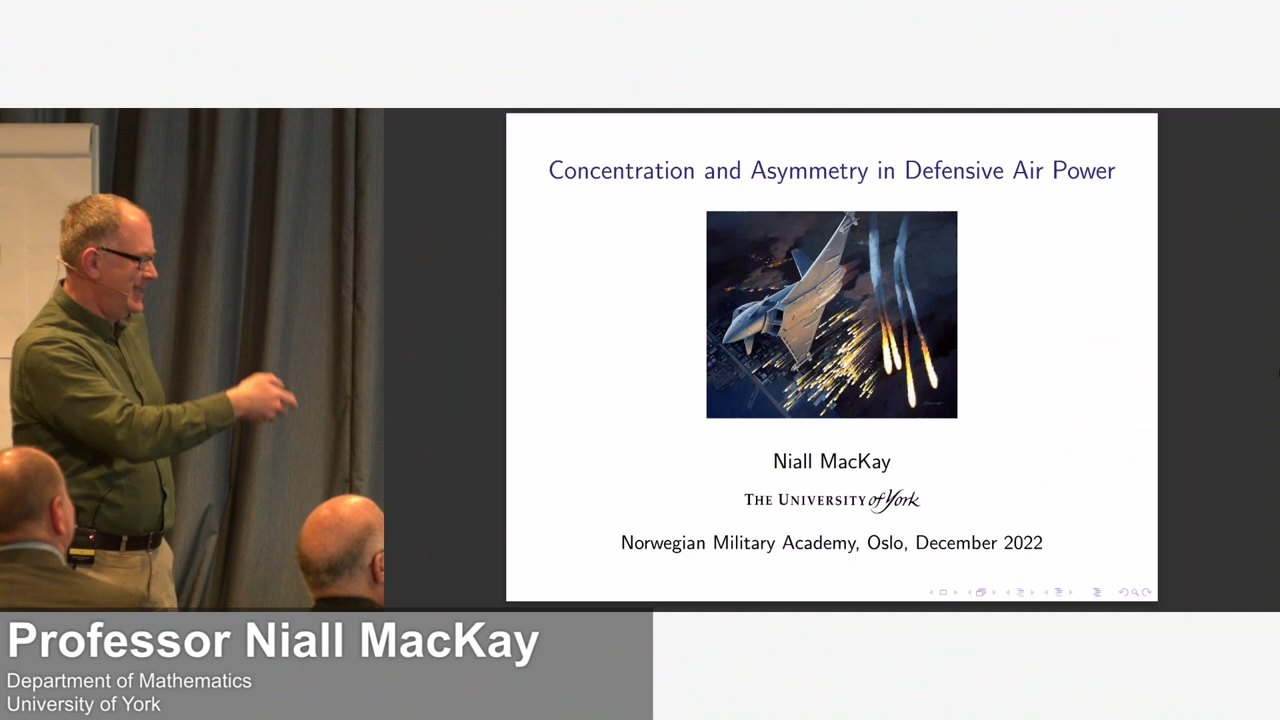 Concentration and Asymmetry in Defensive Air Power
Niall MacKay
THE UNIVERSITY of York
Norwegian Military Academy, Oslo, December 2022
Professor Niall MacKay
Department of Mathematics
University of York